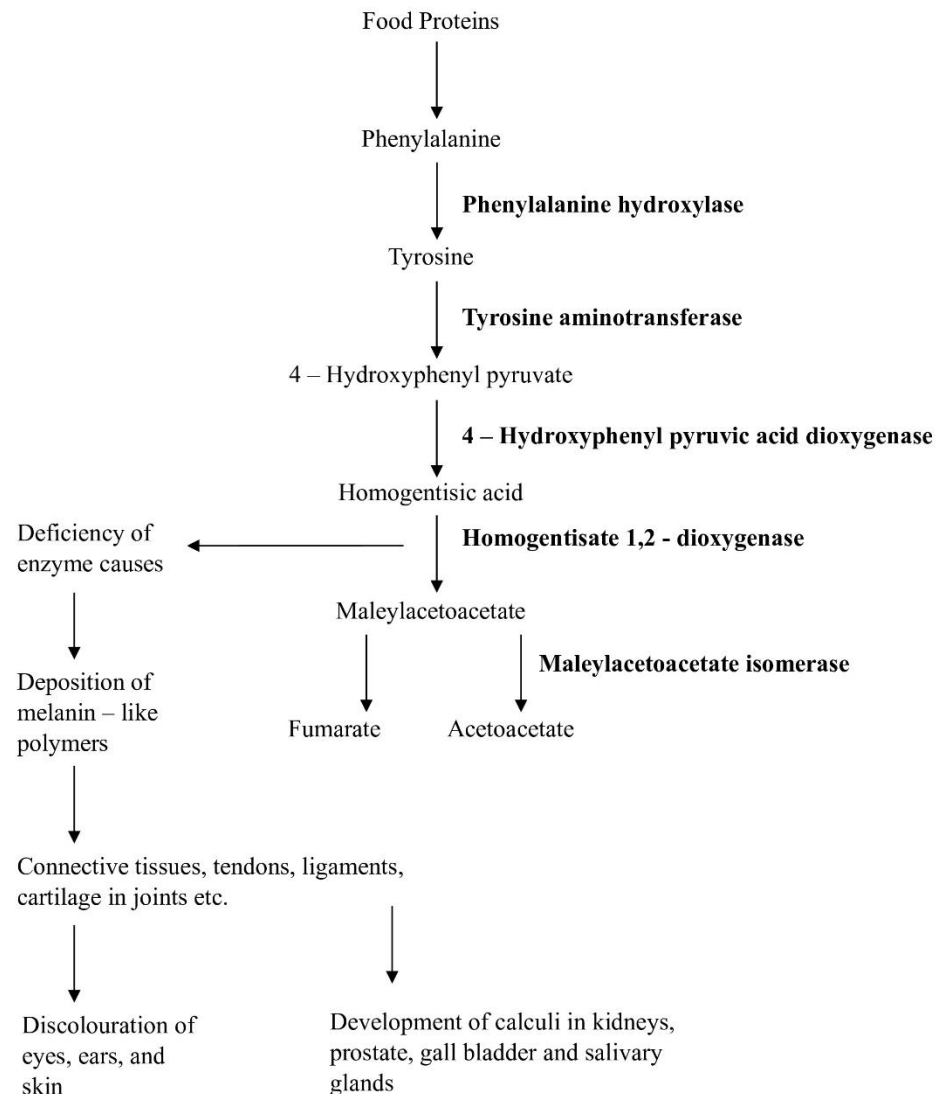 Food Proteins
Phenylalanine
Phenylalanine hydroxylase
Tyrosine
Tyrosine aminotransferase
4 – Hydroxyphenyl pyruvate
4 – Hydroxyphenyl pyruvic acid dioxygenase
Homogentisic acid
Homogentisate 1,2 - dioxygenase
Deficiency of
enzyme causes
Maleylacetoacetate
Maleylacetoacetate isomerase
Fumarate
Acetoacetate
Deposition of
melanin – like
polymers
Connective tissues, tendons, ligaments,
cartilage in joints etc.
Discolouration of
eyes, ears, and
skin
Development of calculi in kidneys,
prostate, gall bladder and salivary
glands